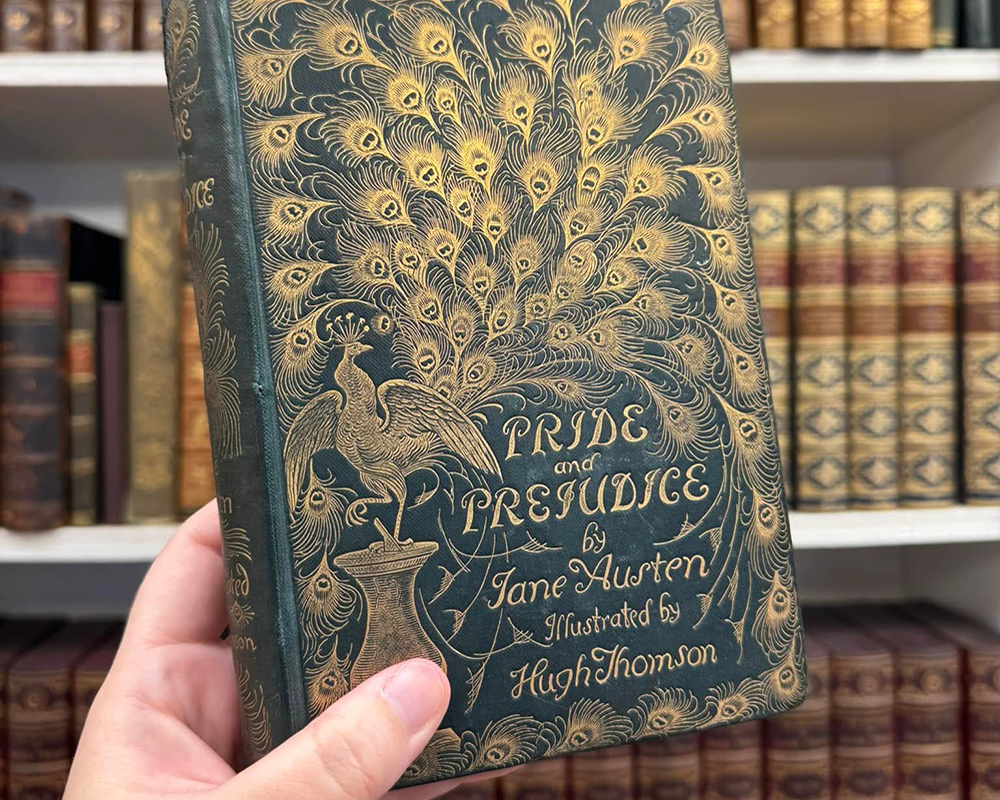 PRIDE
and
PREJUDICE
by
Jane Austen
Illustrated by
Hugh Thomson